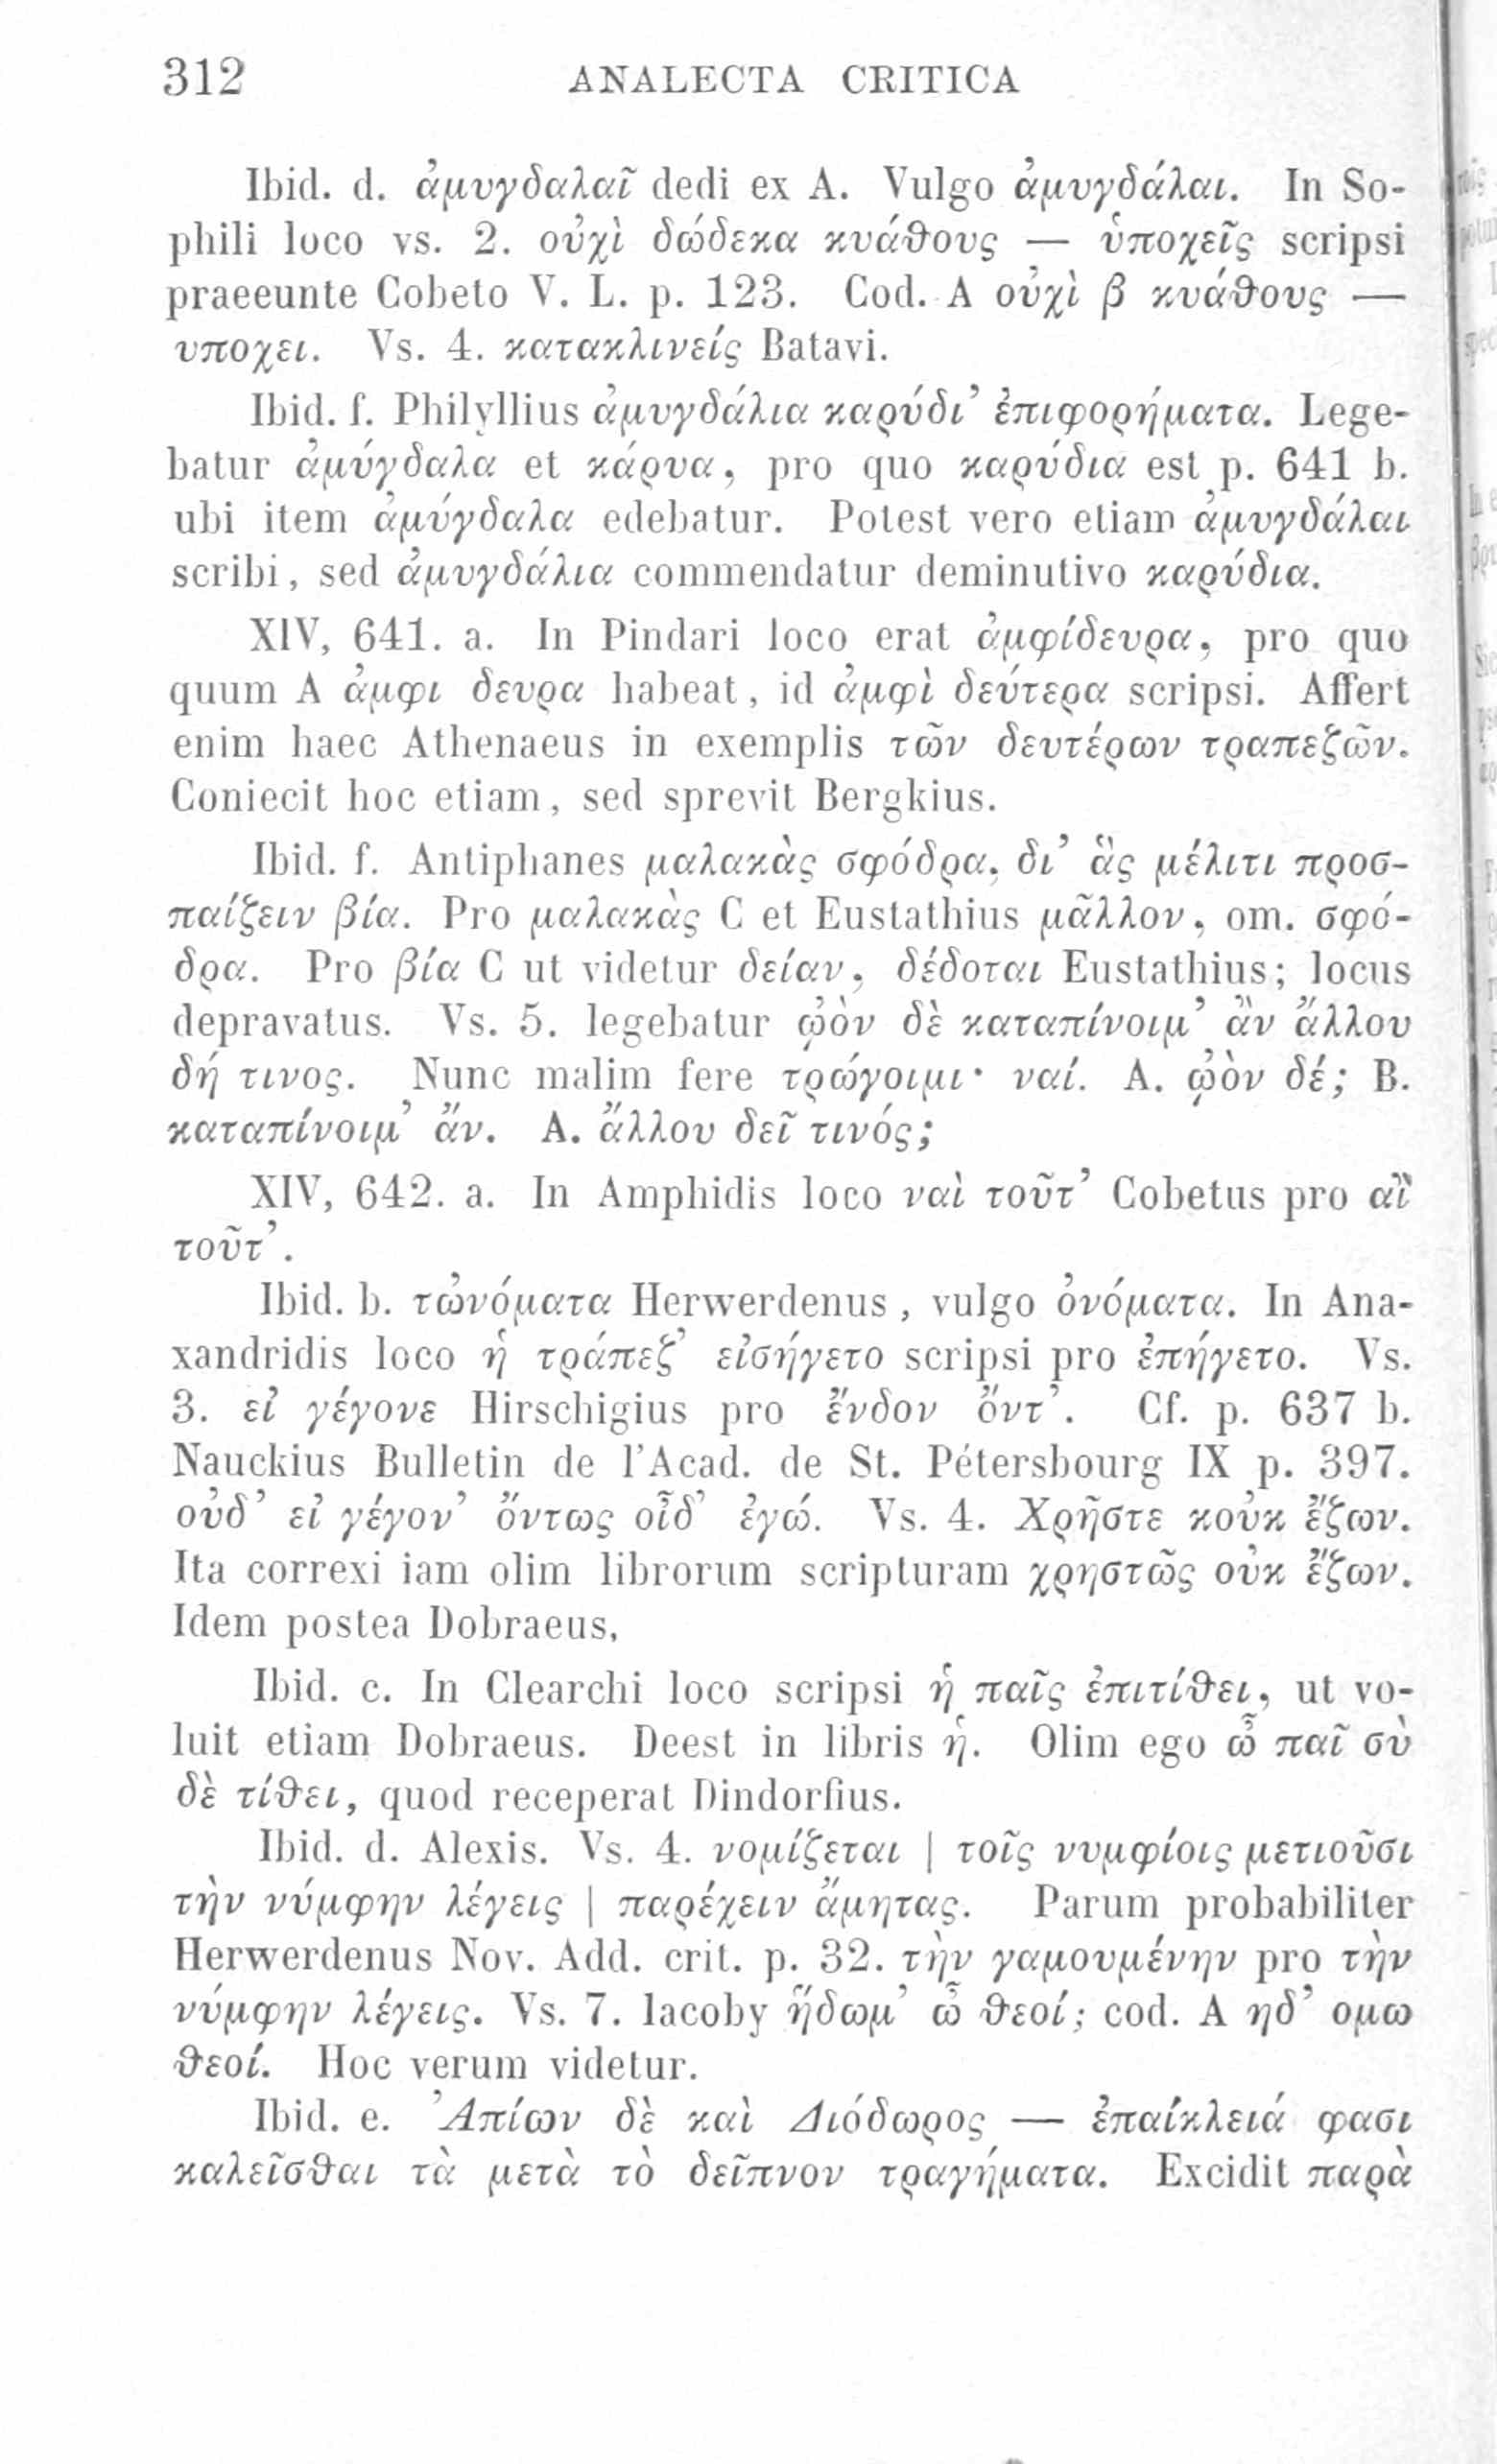 312 ANALECTA CRITICA
Ibid. d. ἀμυγδαλαῖ dedi ex A. Vulgo ἀμυγδάλαι. In So-
phili loco vs. 2. οὐχὶ δώδεκα κυάθους — ὑποχεῖς scripsi
praeeunte Cobeto V. L. p. 123. Cod. A οὐχὶ β κυάθους —
υποχει. Vs. 4. κατακλινείς Batavi.
Ibid. f. Philyllius ἀμυγδάλια καρύδι’ ἐπιφορήματα. Lege-
batur ἀμύγδαλα et κάρυα, pro quo καρύδια est p. 641 b.
ubi item ἀμύγδαλα edebatur. Potest vero etiam ἀμυγδάλαι
scribi, sed ἀμυγδάλια commendatur deminutivo καρύδια.
XIV, 641. a. In Pindari loco erat ἀμφίδευρα, pro quo
quum A ἀμφι δευρα habeat, id ἀμφὶ δεύτερα scripsi. Affert
enim haec Athenaeus in exemplis τῶν δευτέρων τραπεζῶν.
Coniecit hoc etiam, sed sprevit Bergkius.
Ibid. f. Antiphanes μαλακὰς σφόδρα, δι’ ἃς μέλιτι προσ-
παίζειν βία. Pro μαλακὰς C et Eustathius μᾶλλον, om. σφό-
δρα. Pro βία C ut videtur δείαν, δέδοται Eustathius; locus
depravatus. Vs. 5. legebatur ᾠὸν δὲ καταπίνοιμ’ ἂν ἄλλου
δή τινος. Nunc malim fere τρώγοιμι· ναί. A. ᾠὸν δέ; B.
καταπίνοιμ’ ἄν. A. ἄλλου δεῖ τινός;
XIV, 642. a. In Amphidis loco ναὶ τοῦτ’ Cobetus pro αἲ
τοῦτ’.
Ibid. b. τὠνόματα Herwerdenus, vulgo ὀνόματα. In Ana-
xandridis loco ἡ τράπεζ’ εἰσήγετο scripsi pro ἐπήγετο. Vs.
3. εἰ γέγονε Hirschigius pro ἔνδον ὄντ’. Cf. p. 637 b.
Nauckius Bulletin de l’Acad. de St. Pétersbourg IX p. 397.
οὐδ’ εἰ γέγον’ ὄντως οἶδ’ ἐγώ. Vs. 4. Χρῆστε κοὐκ ἔζων.
Ita correxi iam olim librorum scripturam χρηστῶς οὐκ ἔζων.
Idem postea Dobraeus.
Ibid. c. In Clearchi loco scripsi ἡ παῖς ἐπιτίθει, ut vo-
luit etiam Dobraeus. Deest in libris ἡ. Olim ego ὦ παῖ σὺ
δὲ τίθει, quod receperat Dindorfius.
Ibid. d. Alexis. Vs. 4. νομίζεται | τοῖς νυμφίοις μετιοῦσι
τὴν νύμφην λέγεις | παρέχειν ἄμητας. Parum probabiliter
Herwerdenus Nov. Add. crit. p. 32. τὴν γαμουμένην pro τὴν
νύμφην λέγεις. Vs. 7. Iacoby ἥδωμ’ ὦ θεοί; cod. A ηδ’ ομω
θεοί. Hoc verum videtur.
Ibid. e. Ἀπίων δὲ καὶ Διόδωρος — ἐπαίκλειά φασι
καλεῖσθαι τὰ μετὰ τὸ δεῖπνον τραγήματα. Excidit παρὰ